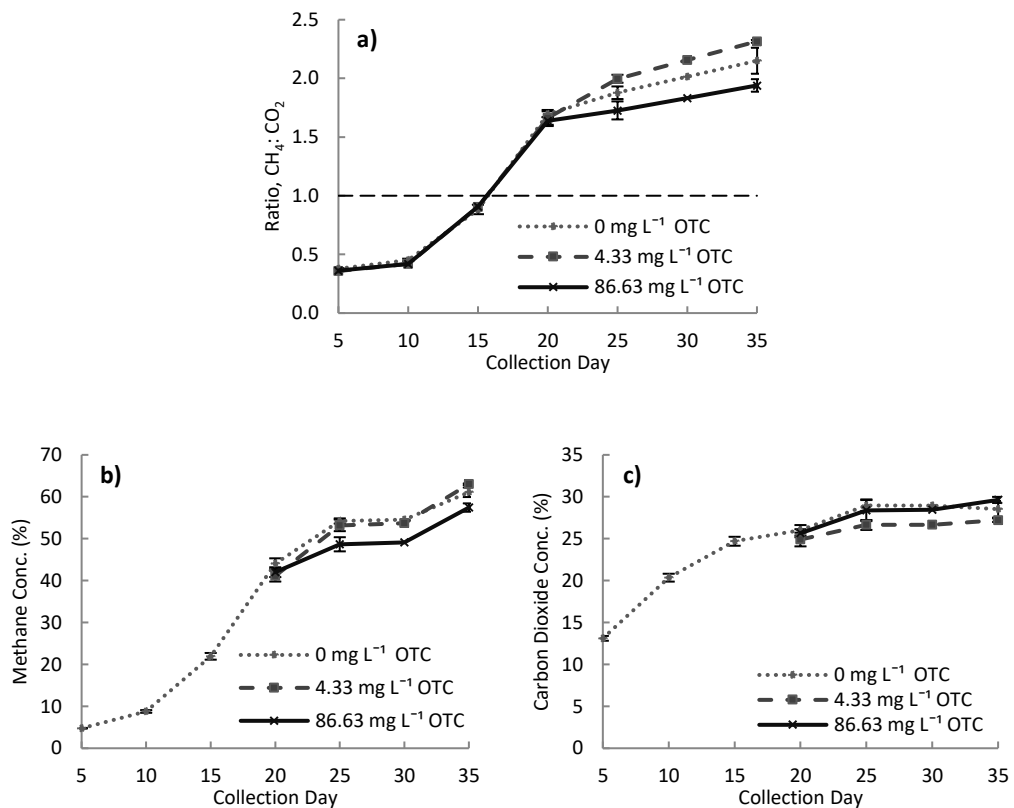 a)
Ratio, CH₄: CO₂
2.5
2.0
1.5
1.0
0.5
0.0
0 mg L⁻¹ OTC
4.33 mg L⁻¹ OTC
86.63 mg L⁻¹ OTC
5 10 15 20 25 30 35
Collection Day
b)
Methane Conc. (%)
70
60
50
40
30
20
10
0
0 mg L⁻¹ OTC
4.33 mg L⁻¹ OTC
86.63 mg L⁻¹ OTC
5 10 15 20 25 30 35
Collection Day
c)
Carbon Dioxide Conc. (%)
35
30
25
20
15
10
5
0
0 mg L⁻¹ OTC
4.33 mg L⁻¹ OTC
86.63 mg L⁻¹ OTC
5 10 15 20 25 30 35
Collection Day